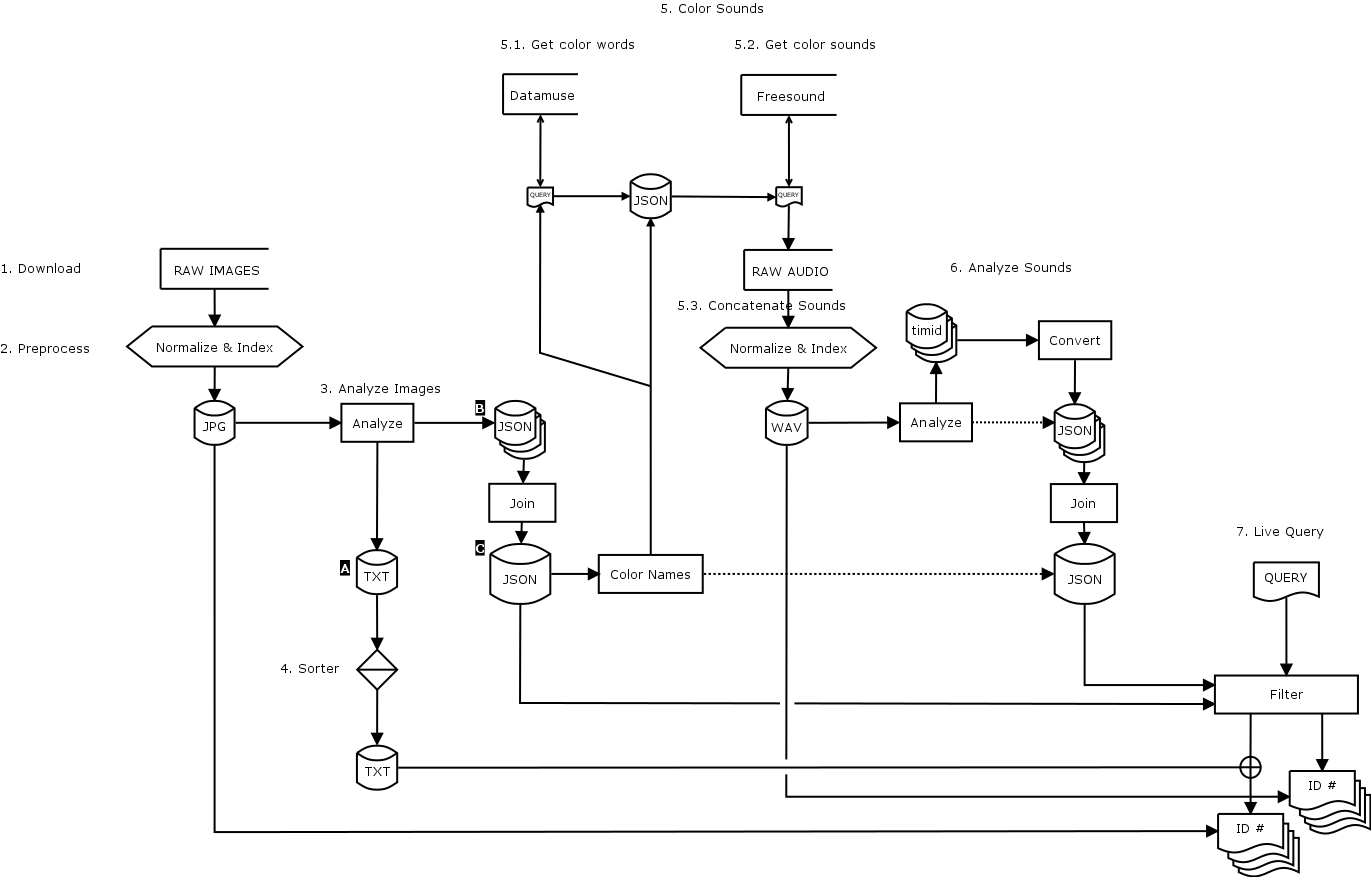 5. Color Sounds
5.1. Get color words
5.2. Get color sounds
Datamuse
Freesound
QUERY
JSON
QUERY
1. Download
RAW IMAGES
RAW AUDIO
6. Analyze Sounds
5.3. Concatenate Sounds
timid
Convert
2. Preprocess
Normalize & Index
Normalize & Index
3. Analyze Images
B
JPG
Analyze
JSON
WAV
Analyze
JSON
Join
Join
7. Live Query
C
A
TXT
JSON
Color Names
JSON
QUERY
4. Sorter
Filter
TXT
ID #
ID #